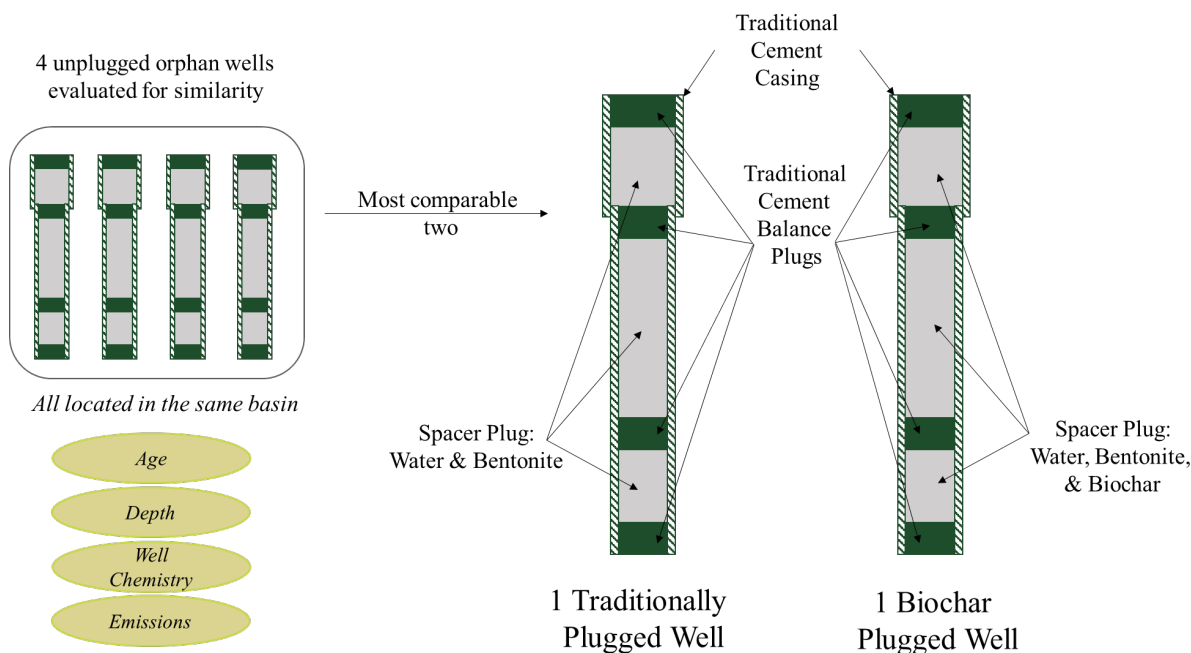 4 unplugged orphan wells
evaluated for similarity
All located in the same basin
Age
Depth
Well
Chemistry
Emissions
Most comparable
two
Traditional
Cement
Casing
Traditional
Cement
Balance
Plugs
Spacer Plug:
Water & Bentonite
Spacer Plug:
Water, Bentonite,
& Biochar
1 Traditionally
Plugged Well
1 Biochar
Plugged Well